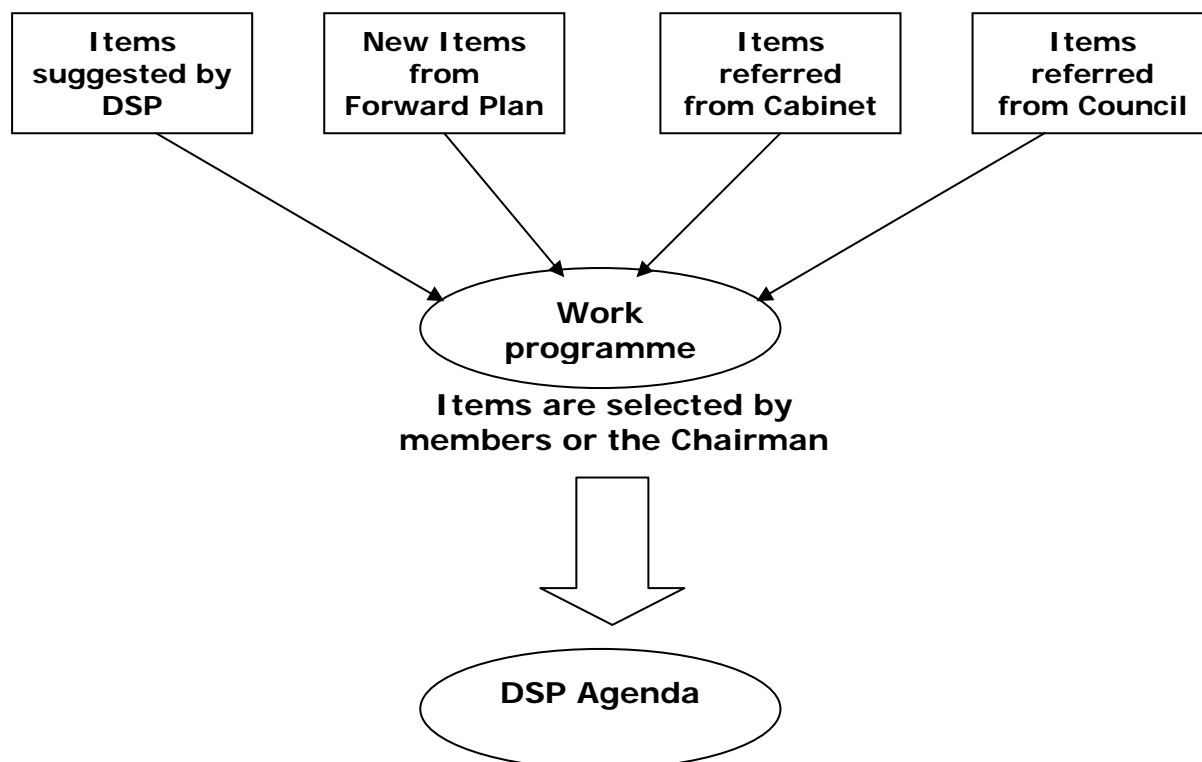 Items
suggested by
DSP
New Items
from
Forward Plan
Items
referred
from Cabinet
Items
referred
from Council
Work
programme
Items are selected by
members or the Chairman
DSP Agenda